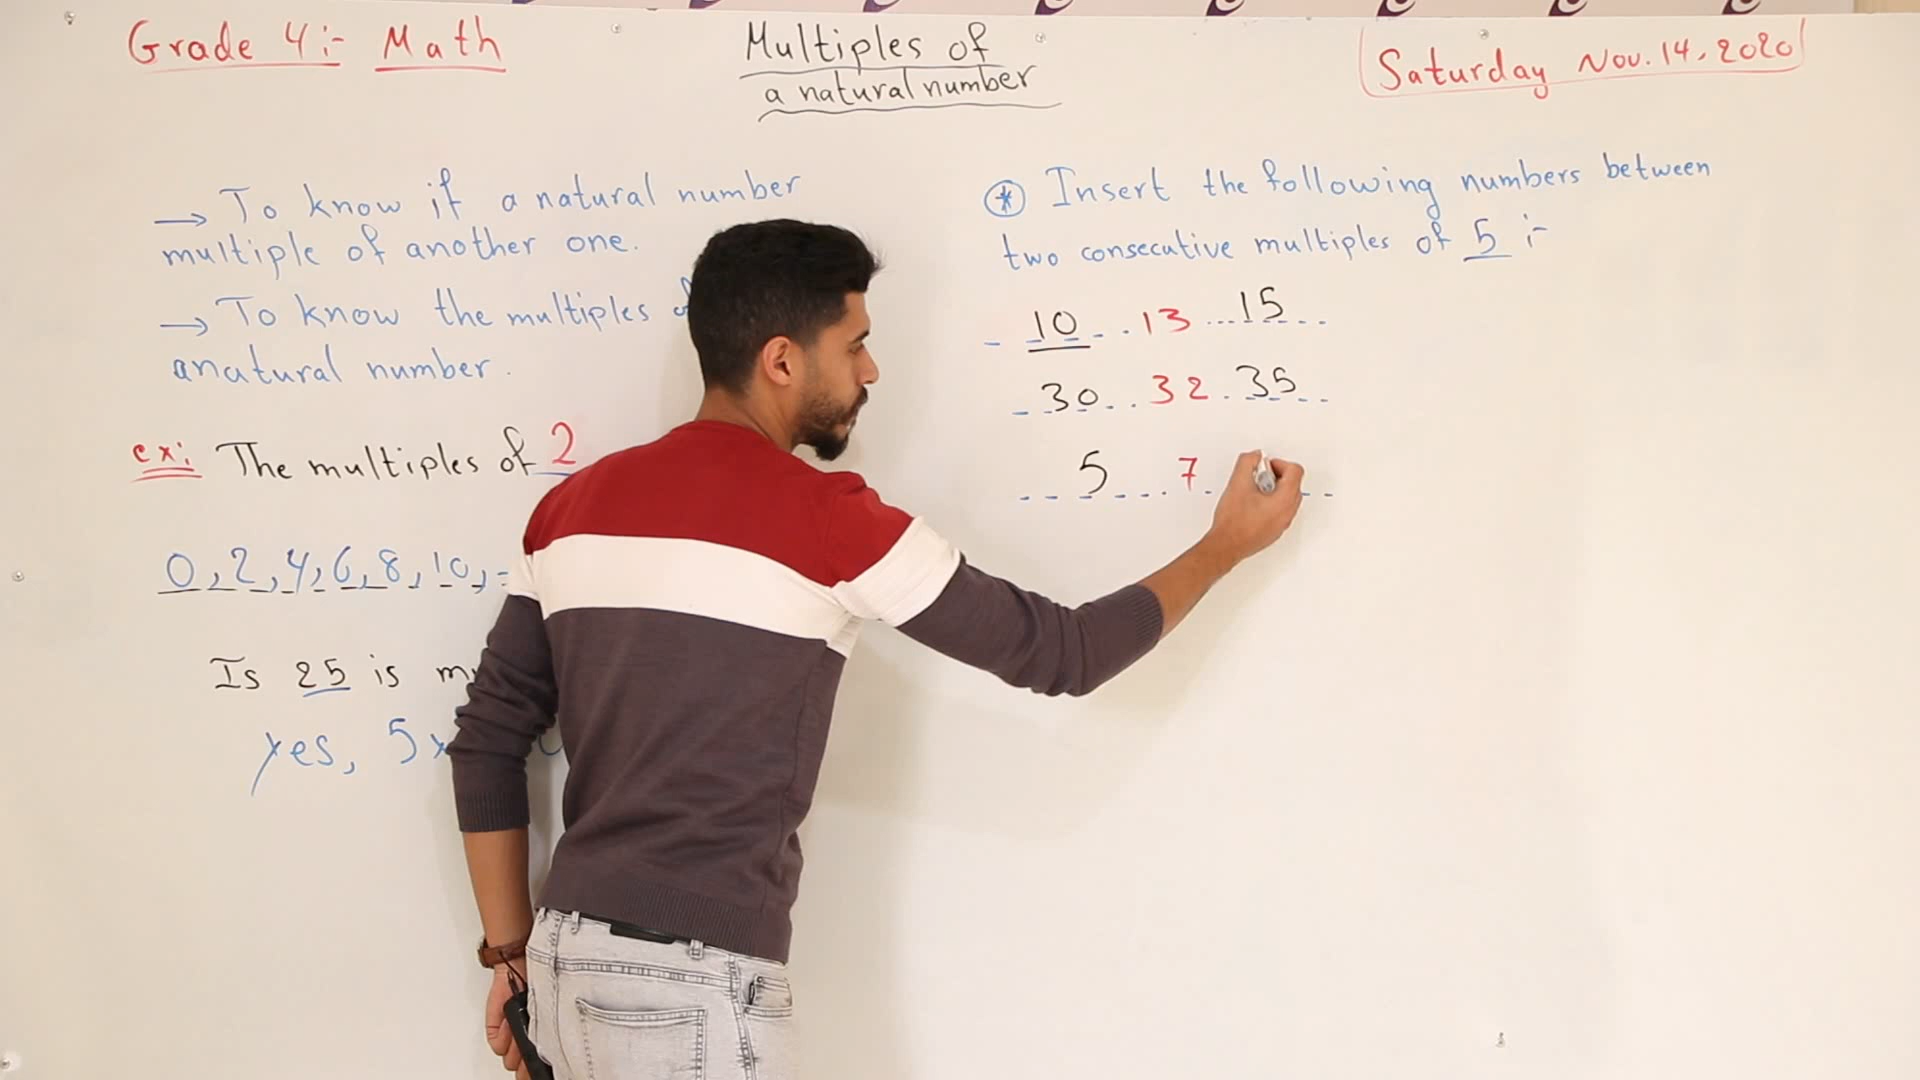 Grade 4:- Math
Multiples of
a natural number
Saturday Nov. 14, 2020
→ To know if a natural number
multiple of another one.
→ To know the multiples
a natural number.
ex: The multiples of 2
0, 2, 4, 6, 8, 10,
Is 25 is
yes, 5x
* Insert the following numbers between
two consecutive multiples of 5 :-
- 10 - . . 13 ... 15 . . .
- 30 . . . 32 . 35 - -
- - 5 - - . 7 . - -